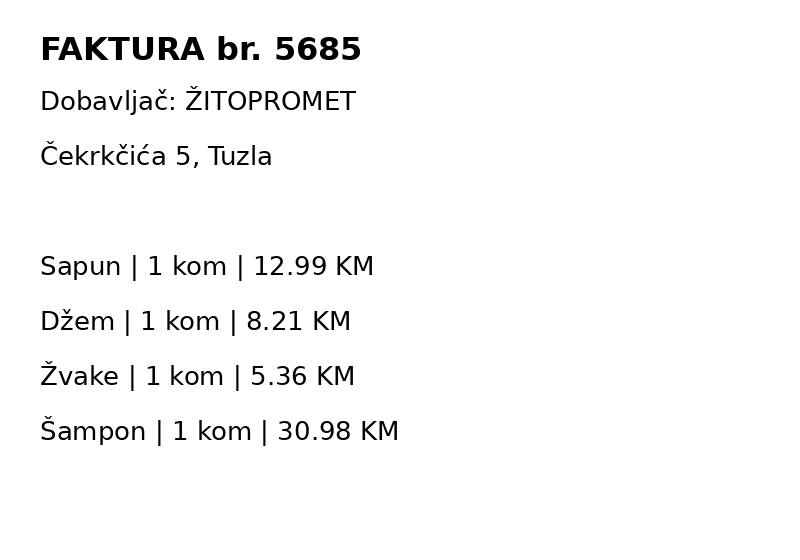 FAKTURA br. 5685
Dobavljač: ŽITOPROMET
Čekrkčića 5, Tuzla
Sapun | 1 kom | 12.99 KM
Džem | 1 kom | 8.21 KM
Žvake | 1 kom | 5.36 KM
Šampon | 1 kom | 30.98 KM